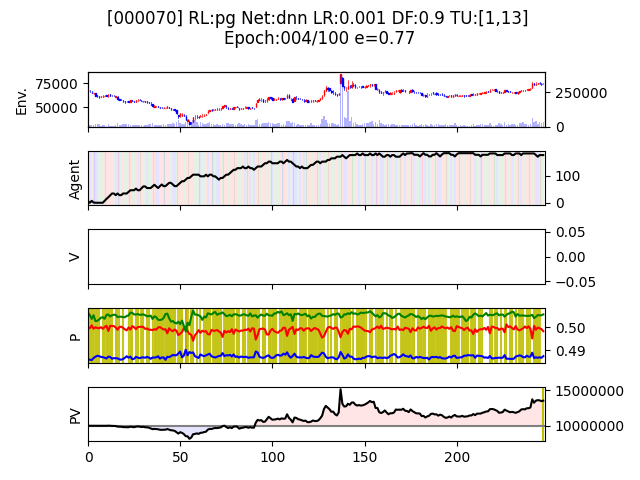 [000070] RL:pg Net:dnn LR:0.001 DF:0.9 TU:[1,13]
Epoch:004/100 e=0.77
Env.
75000
50000
250000
0
Agent
100
0
V
0.05
0.00
−0.05
P
0.50
0.49
PV
15000000
10000000
0
50
100
150
200